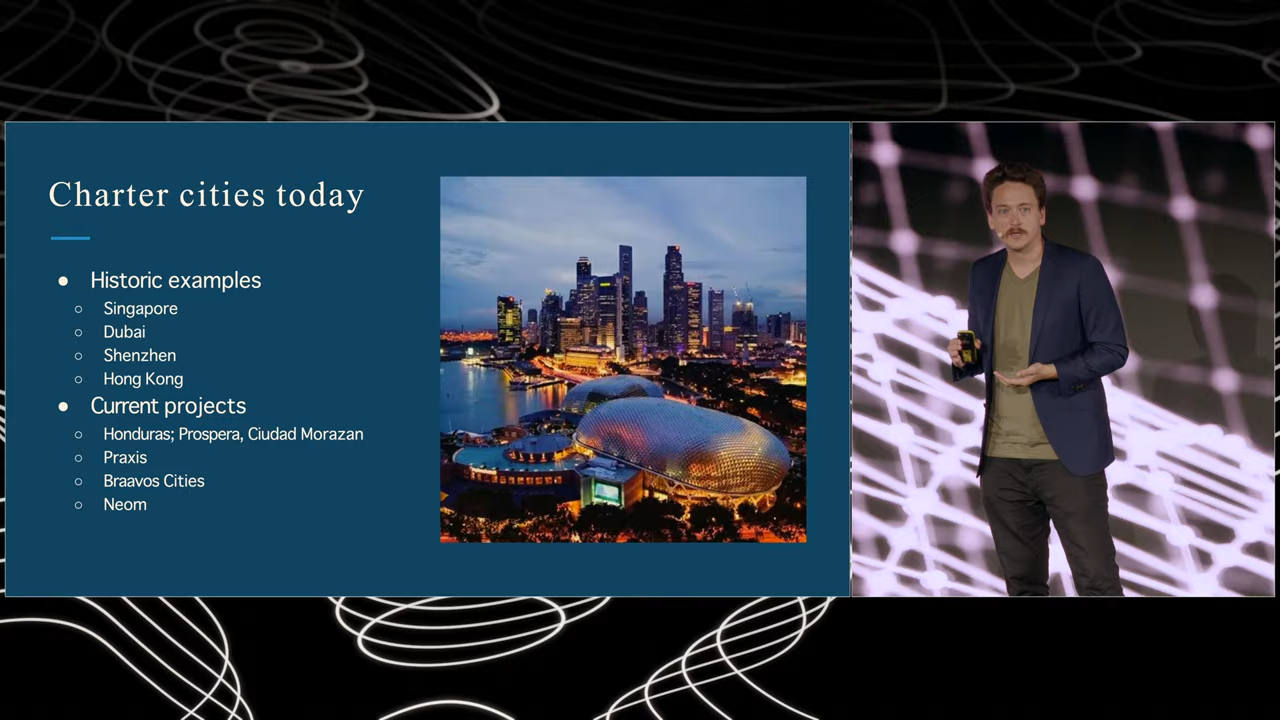 Charter cities today
● Historic examples
○ Singapore
○ Dubai
○ Shenzhen
○ Hong Kong
● Current projects
○ Honduras; Prospera, Ciudad Morazan
○ Praxis
○ Braavos Cities
○ Neom